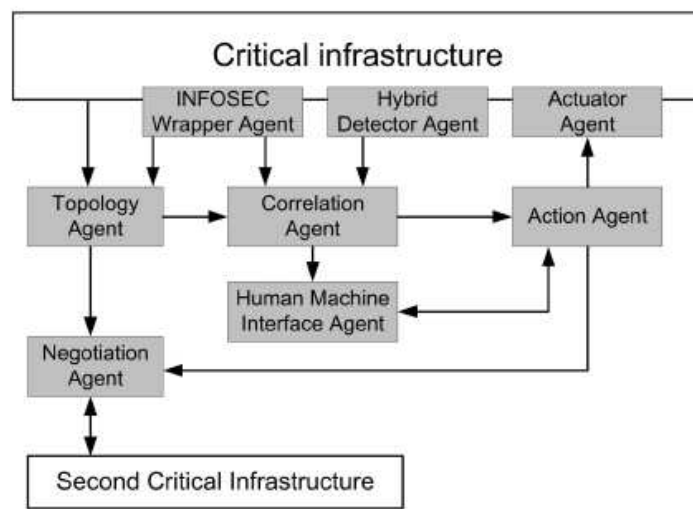 Critical infrastructure
INFOSEC
Wrapper Agent
Hybrid
Detector Agent
Actuator
Agent
Topology
Agent
Correlation
Agent
Action Agent
Human Machine
Interface Agent
Negotiation
Agent
Second Critical Infrastructure